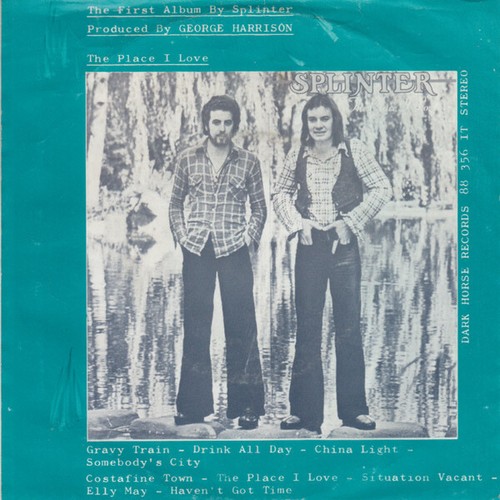 The First Album By Splinter
Produced By GEORGE HARRISON
The Place I Love
SPLINTER
DARK HORSE RECORDS 88 356 IT STEREO
Gravy Train - Drink All Day - China Light -
Somebody's City
Costafine Town - The Place I Love - Situation Vacant -
Elly May - Haven't Got Time